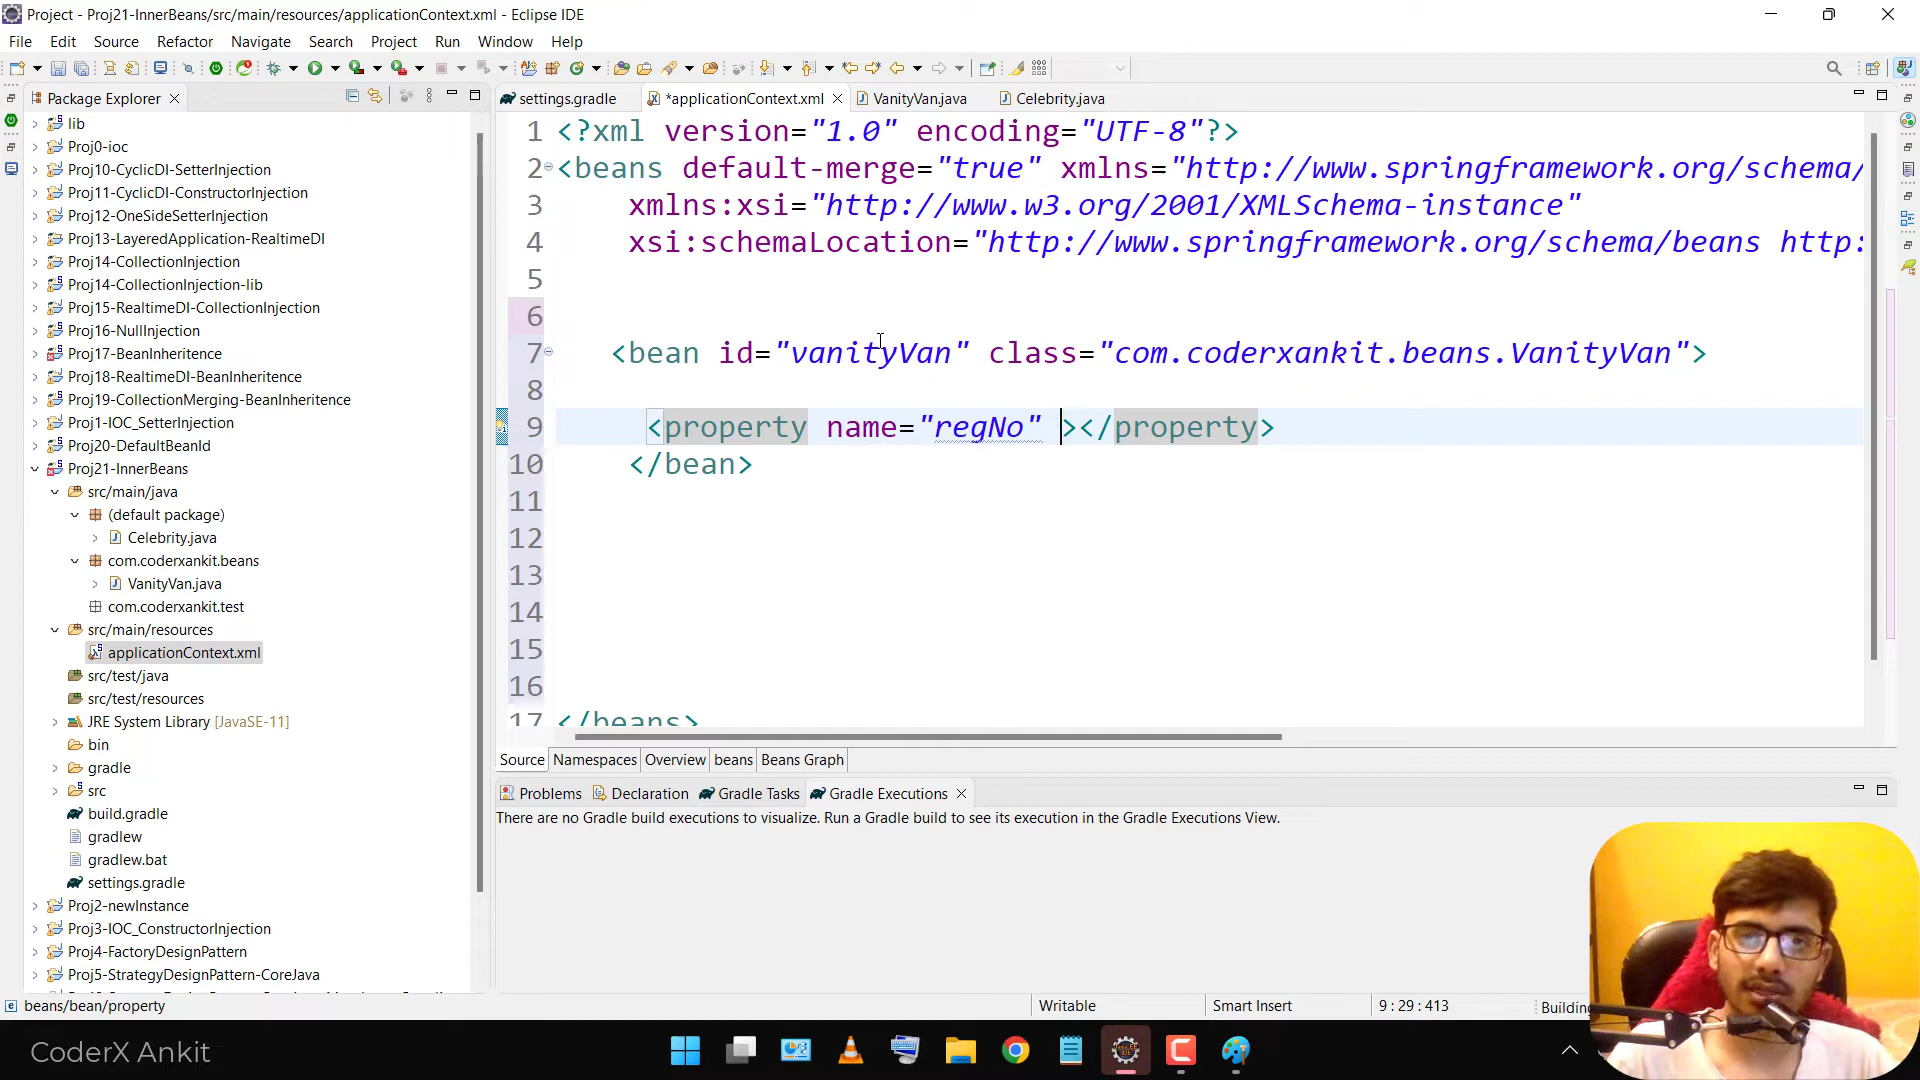 Project - Proj21-InnerBeans/src/main/resources/applicationContext.xml - Eclipse IDE
File Edit Source Refactor Navigate Search Project Run Window Help
Package Explorer
settings.gradle *applicationContext.xml VanityVan.java Celebrity.java
lib
Proj0-ioc
Proj10-CyclicDI-SetterInjection
Proj11-CyclicDI-ConstructorInjection
Proj12-OneSideSetterInjection
Proj13-LayeredApplication-RealtimeDI
Proj14-CollectionInjection
Proj14-CollectionInjection-lib
Proj15-RealtimeDI-CollectionInjection
Proj16-NullInjection
Proj17-BeanInheritence
Proj18-RealtimeDI-BeanInheritence
Proj19-CollectionMerging-BeanInheritence
Proj1-IOC_SetterInjection
Proj20-DefaultBeanId
Proj21-InnerBeans
src/main/java
(default package)
Celebrity.java
com.coderxankit.beans
VanityVan.java
com.coderxankit.test
src/main/resources
applicationContext.xml
src/test/java
src/test/resources
JRE System Library [JavaSE-11]
bin
gradle
src
build.gradle
gradlew
gradlew.bat
settings.gradle
Proj2-newInstance
Proj3-IOC_ConstructorInjection
Proj4-FactoryDesignPattern
Proj5-StrategyDesignPattern-CoreJava
1 <?xml version="1.0" encoding="UTF-8"?>
2 <beans default-merge="true" xmlns="http://www.springframework.org/schema/
3 xmlns:xsi="http://www.w3.org/2001/XMLSchema-instance"
4 xsi:schemaLocation="http://www.springframework.org/schema/beans http:
5
6
7 <bean id="vanityVan" class="com.coderxankit.beans.VanityVan">
8
9 <property name="regNo" ></property>
10 </bean>
11
12
13
14
15
16
17 </beans>
Source Namespaces Overview beans Beans Graph
Problems Declaration Gradle Tasks Gradle Executions
There are no Gradle build executions to visualize. Run a Gradle build to see its execution in the Gradle Executions View.
beans/bean/property Writable Smart Insert 9 : 29 : 413 Building
CoderX Ankit